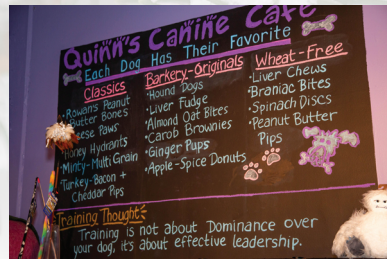 Quinn's Canine Cafe
Each Dog Has Their Favorite
Classics
Rowan's Peanut
Butter Bones
ese Paws
Honey Hydrants
Minty-Multi Grain
Turkey-Bacon +
Cheddar Pips
Barkery-Originals
Hound Dogs
Liver Fudge
Almond Oat Bites
Carob Brownies
Ginger Pups
Apple-Spice Donuts
Wheat-Free
Liver Chews
Braniac Bites
Spinach Discs
Peanut Butter
Pips
Training Thought:
Training is not about Dominance over
your dog, it's about effective leadership.